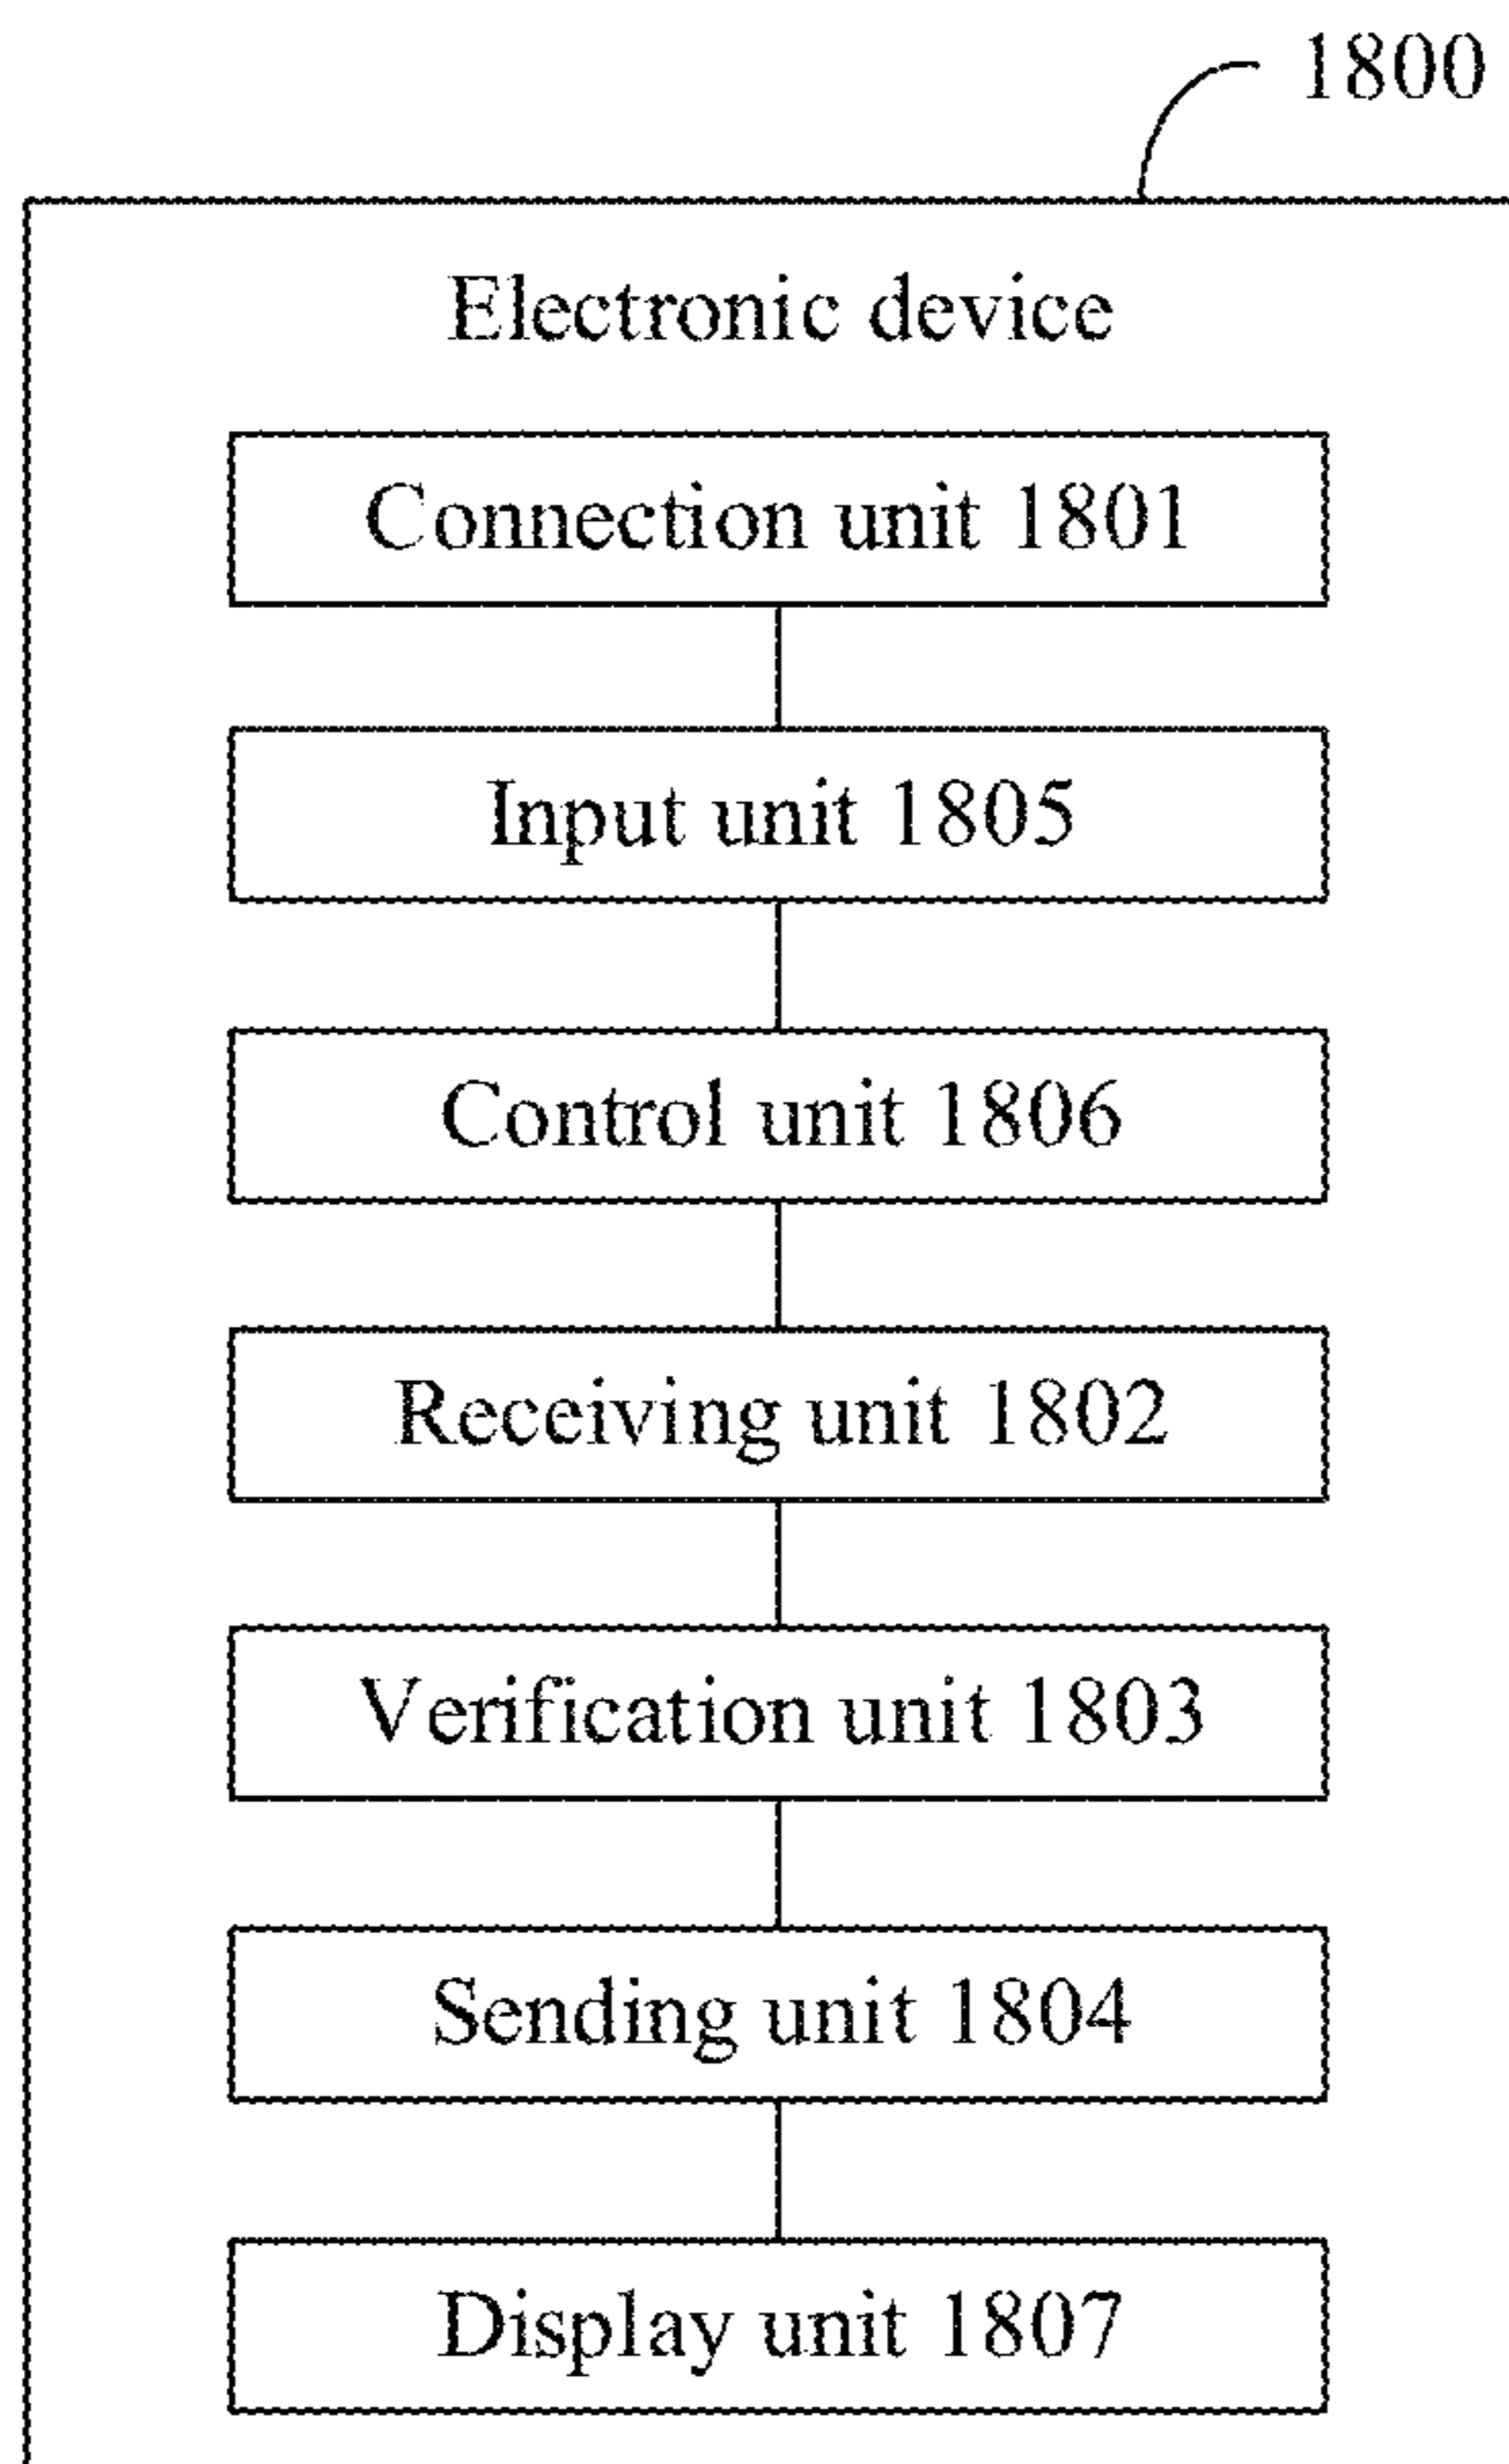 1800
Electronic device
Connection unit 1801
Input unit 1805
Control unit 1806
Receiving unit 1802
Verification unit 1803
Sending unit 1804
Display unit 1807